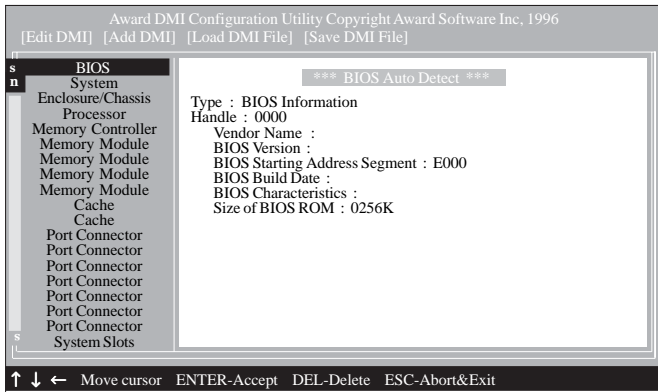 Award DMI Configuration Utility Copyright Award Software Inc, 1996
[Edit DMI] [Add DMI] [Load DMI File] [Save DMI File]
s
n
BIOS
System
Enclosure/Chassis
Processor
Memory Controller
Memory Module
Memory Module
Memory Module
Memory Module
Cache
Cache
Port Connector
Port Connector
Port Connector
Port Connector
Port Connector
Port Connector
Port Connector
System Slots
s
*** BIOS Auto Detect ***
Type : BIOS Information
Handle : 0000
Vendor Name :
BIOS Version :
BIOS Starting Address Segment : E000
BIOS Build Date :
BIOS Characteristics :
Size of BIOS ROM : 0256K
↑ ↓ ← Move cursor ENTER-Accept DEL-Delete ESC-Abort&Exit